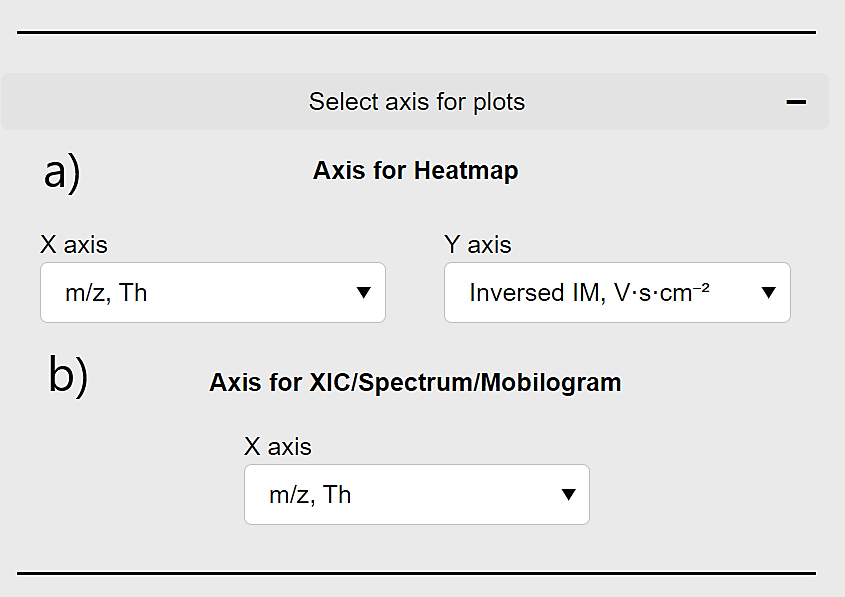 Select axis for plots
a)
Axis for Heatmap
X axis
Y axis
m/z, Th
Inversed IM, V·s·cm⁻²
b)
Axis for XIC/Spectrum/Mobilogram
X axis
m/z, Th